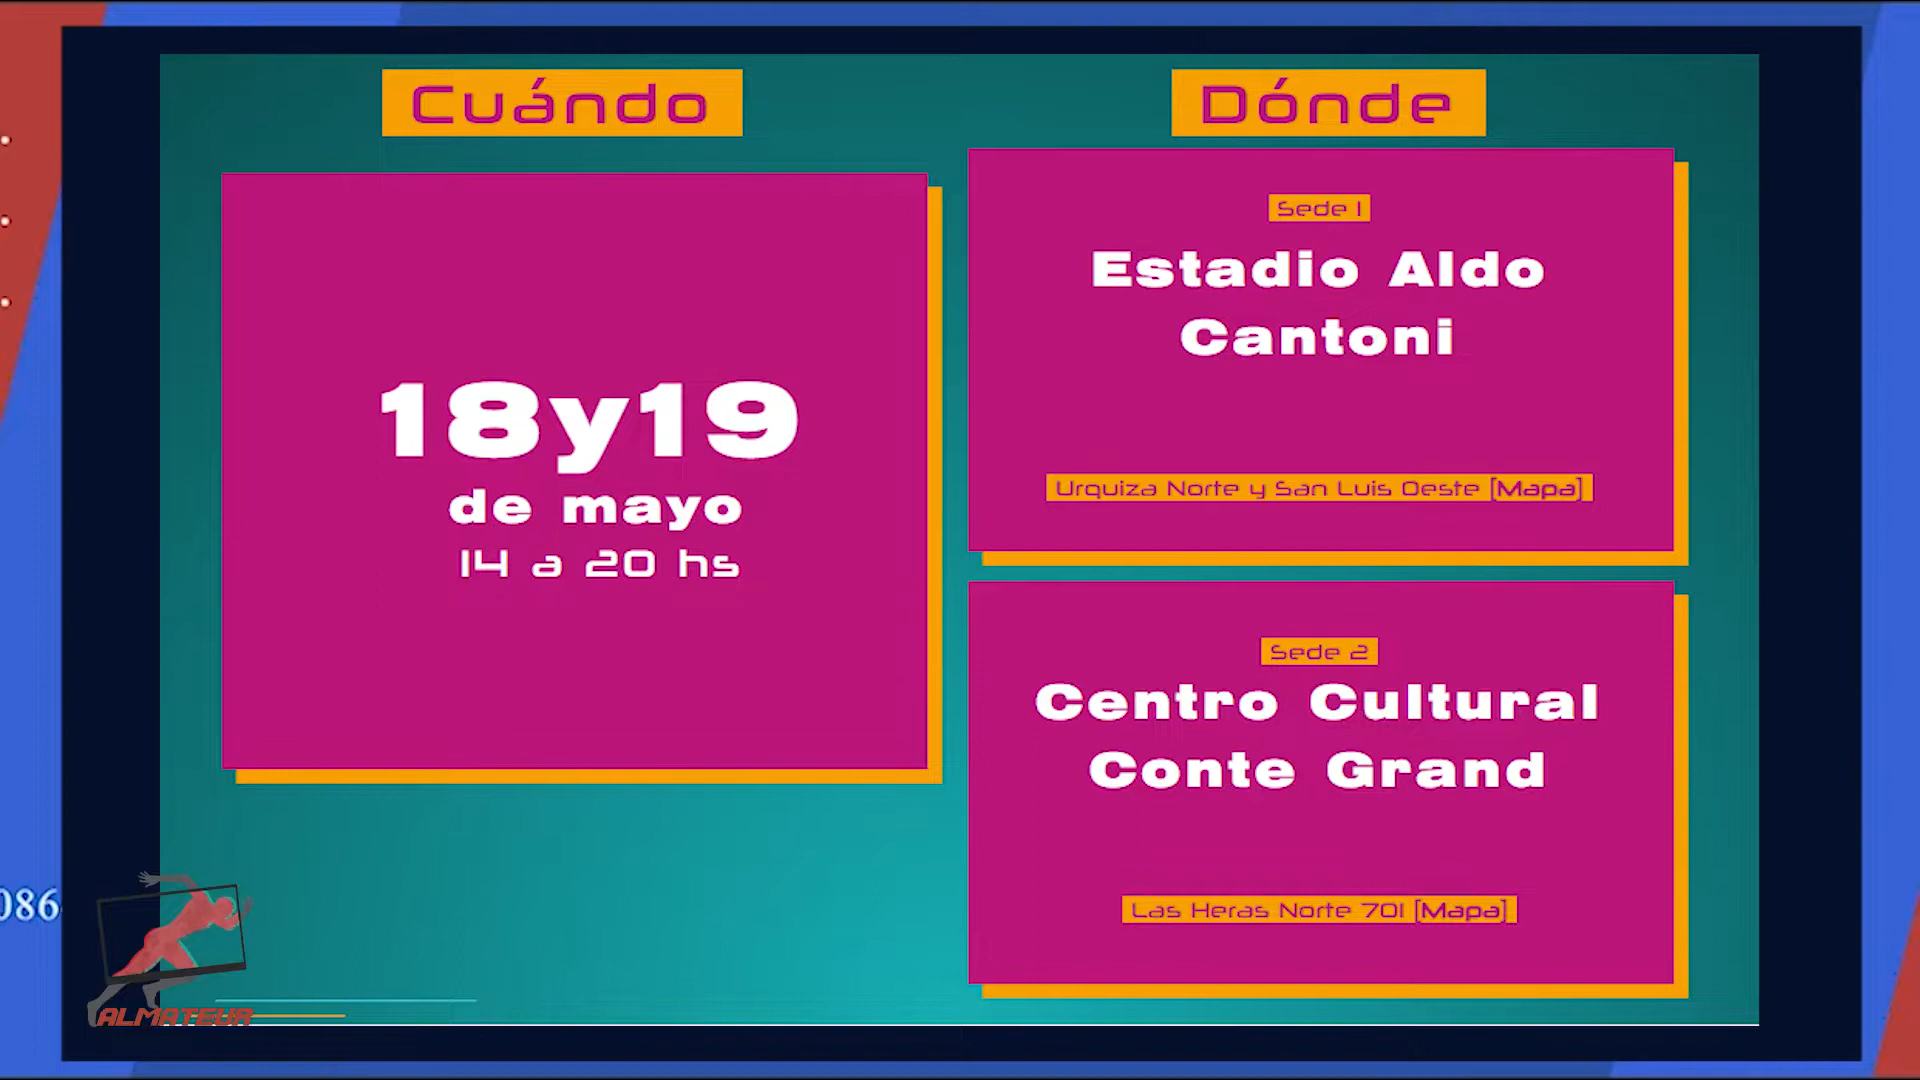 Cuándo
18y19
de mayo
14 a 20 hs
Dónde
Sede 1
Estadio Aldo
Cantoni
Urquiza Norte y San Luis Oeste [Mapa]
Sede 2
Centro Cultural
Conte Grand
Las Heras Norte 701 [Mapa]
086
ALMATEUR